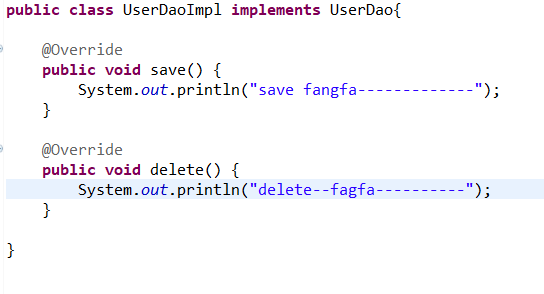 public class UserDaoImpl implements UserDao{
@Override
public void save() {
System.out.println("save fangfa-------------");
}
@Override
public void delete() {
System.out.println("delete--fagfa----------");
}
}